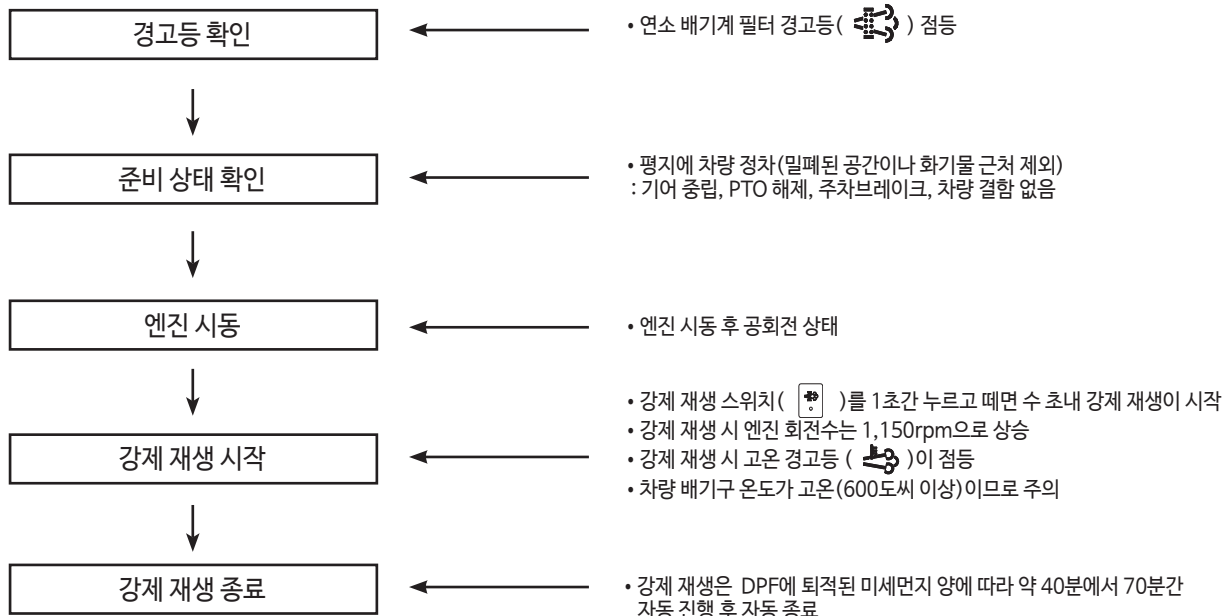 경고등 확인
• 연소 배기계 필터 경고등( ) 점등
준비 상태 확인
• 평지에 차량 정차(밀폐된 공간이나 화기물 근처 제외)
: 기어 중립, PTO 해제, 주차브레이크, 차량 결함 없음
엔진 시동
• 엔진 시동 후 공회전 상태
강제 재생 시작
• 강제 재생 스위치( )를 1초간 누르고 떼면 수 초내 강제 재생이 시작
• 강제 재생 시 엔진 회전수는 1,150rpm으로 상승
• 강제 재생 시 고온 경고등 ( )이 점등
• 차량 배기구 온도가 고온(600도씨 이상)이므로 주의
강제 재생 종료
• 강제 재생은 DPF에 퇴적된 미세먼지 양에 따라 약 40분에서 70분간
자동 진행 후 자동 종료